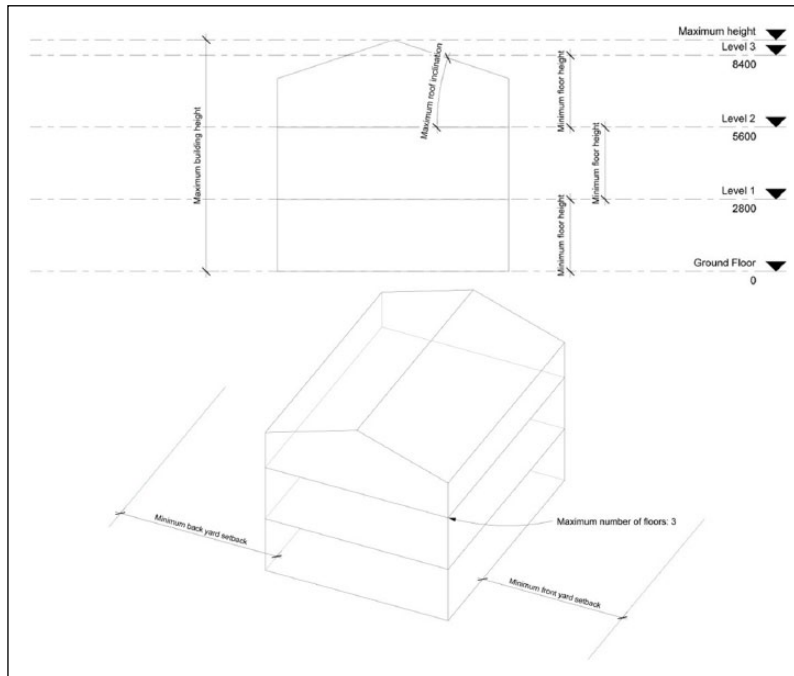 Maximum height
Level 3
8400
Maximum building height
Maximum roof inclination
Minimum floor height
Level 2
5600
Minimum floor height
Level 1
2800
Minimum floor height
Ground Floor
0
Minimum back yard setback
Maximum number of floors: 3
Minimum front yard setback